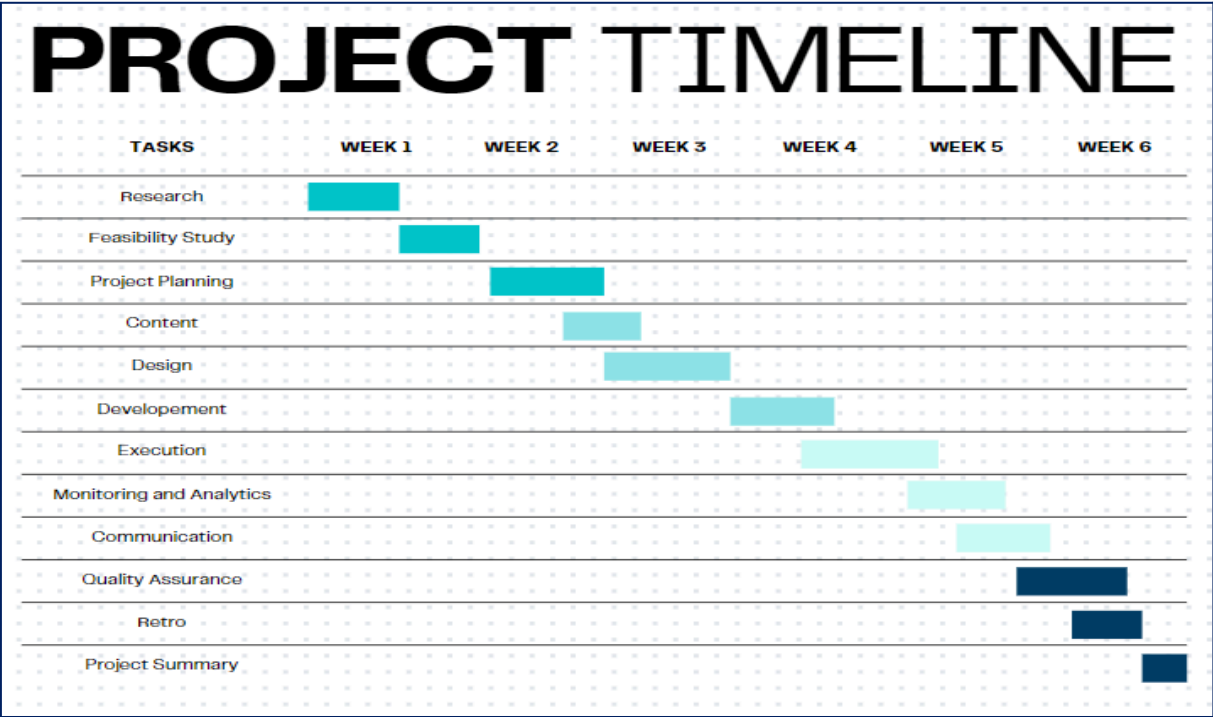 PROJECT TIMELINE
TASKS WEEK 1 WEEK 2 WEEK 3 WEEK 4 WEEK 5 WEEK 6
Research
Feasibility Study
Project Planning
Content
Design
Developement
Execution
Monitoring and Analytics
Communication
Quality Assurance
Retro
Project Summary